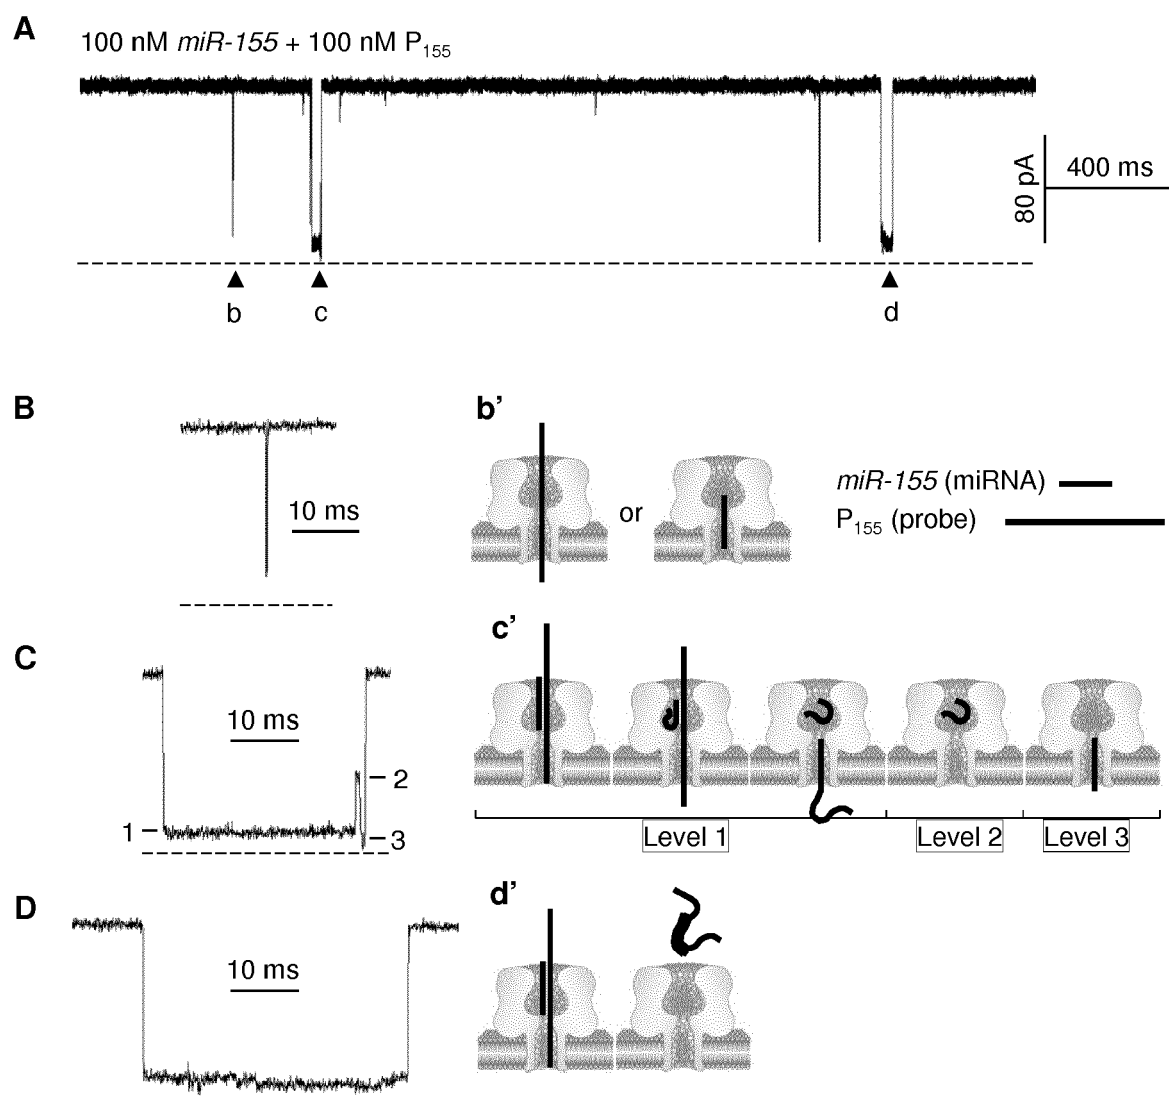 A
100 nM miR-155 + 100 nM P155
80 pA
400 ms
b
c
d
B
10 ms
b’
or
miR-155 (miRNA)
P155 (probe)
C
10 ms
1
2
3
c’
Level 1
Level 2
Level 3
D
10 ms
d’